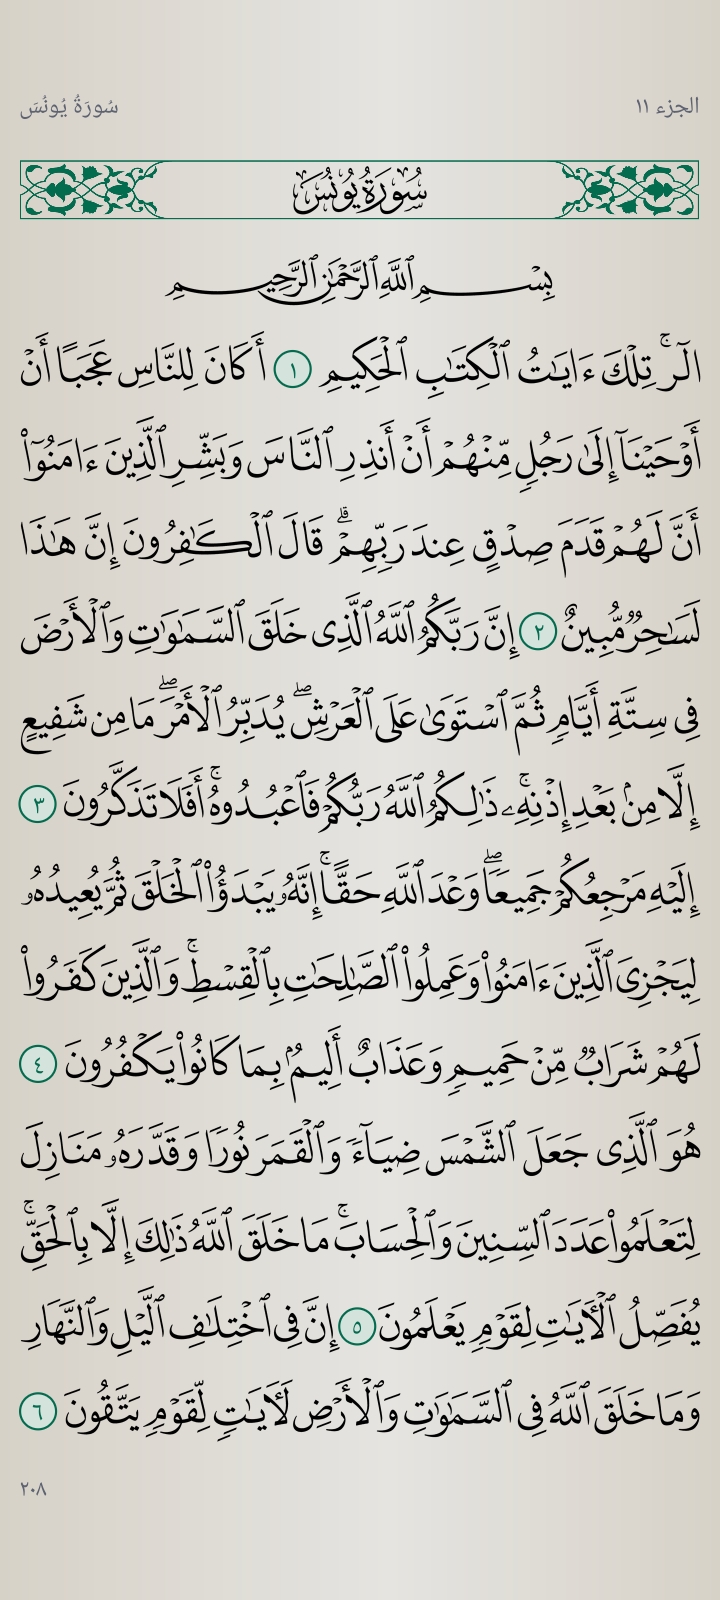 الجزء ١١
سُورَةُ يُونُسَ
سُورَةُ يُونُسَ
بِسْمِ ٱللَّهِ ٱلرَّحْمَٰنِ ٱلرَّحِيمِ
الٓرۚ تِلْكَ ءَايَٰتُ ٱلْكِتَٰبِ ٱلْحَكِيمِ ١ أَكَانَ لِلنَّاسِ عَجَبًا أَنْ
أَوْحَيْنَآ إِلَىٰ رَجُلٍ مِّنْهُمْ أَنْ أَنذِرِ ٱلنَّاسَ وَبَشِّرِ ٱلَّذِينَ ءَامَنُوٓا۟
أَنَّ لَهُمْ قَدَمَ صِدْقٍ عِندَ رَبِّهِمْۗ قَالَ ٱلْكَٰفِرُونَ إِنَّ هَٰذَا
لَسَٰحِرٌ مُّبِينٌ ٢ إِنَّ رَبَّكُمُ ٱللَّهُ ٱلَّذِى خَلَقَ ٱلسَّمَٰوَٰتِ وَٱلْأَرْضَ
فِى سِتَّةِ أَيَّامٍ ثُمَّ ٱسْتَوَىٰ عَلَى ٱلْعَرْشِۖ يُدَبِّرُ ٱلْأَمْرَۖ مَا مِن شَفِيعٍ
إِلَّا مِنۢ بَعْدِ إِذْنِهِۦۚ ذَٰلِكُمُ ٱللَّهُ رَبُّكُمْ فَٱعْبُدُوهُۚ أَفَلَا تَذَكَّرُونَ ٣
إِلَيْهِ مَرْجِعُكُمْ جَمِيعًاۖ وَعْدَ ٱللَّهِ حَقًّاۚ إِنَّهُۥ يَبْدَؤُا۟ ٱلْخَلْقَ ثُمَّ يُعِيدُهُۥ
لِيَجْزِىَ ٱلَّذِينَ ءَامَنُوا۟ وَعَمِلُوا۟ ٱلصَّٰلِحَٰتِ بِٱلْقِسْطِۚ وَٱلَّذِينَ كَفَرُوا۟
لَهُمْ شَرَابٌ مِّنْ حَمِيمٍ وَعَذَابٌ أَلِيمٌۢ بِمَا كَانُوا۟ يَكْفُرُونَ ٤
هُوَ ٱلَّذِى جَعَلَ ٱلشَّمْسَ ضِيَآءً وَٱلْقَمَرَ نُورًا وَقَدَّرَهُۥ مَنَازِلَ
لِتَعْلَمُوا۟ عَدَدَ ٱلسِّنِينَ وَٱلْحِسَابَۚ مَا خَلَقَ ٱللَّهُ ذَٰلِكَ إِلَّا بِٱلْحَقِّۚ
يُفَصِّلُ ٱلْءَايَٰتِ لِقَوْمٍ يَعْلَمُونَ ٥ إِنَّ فِى ٱخْتِلَٰفِ ٱلَّيْلِ وَٱلنَّهَارِ
وَمَا خَلَقَ ٱللَّهُ فِى ٱلسَّمَٰوَٰتِ وَٱلْأَرْضِ لَءَايَٰتٍ لِّقَوْمٍ يَتَّقُونَ ٦
٢٠٨